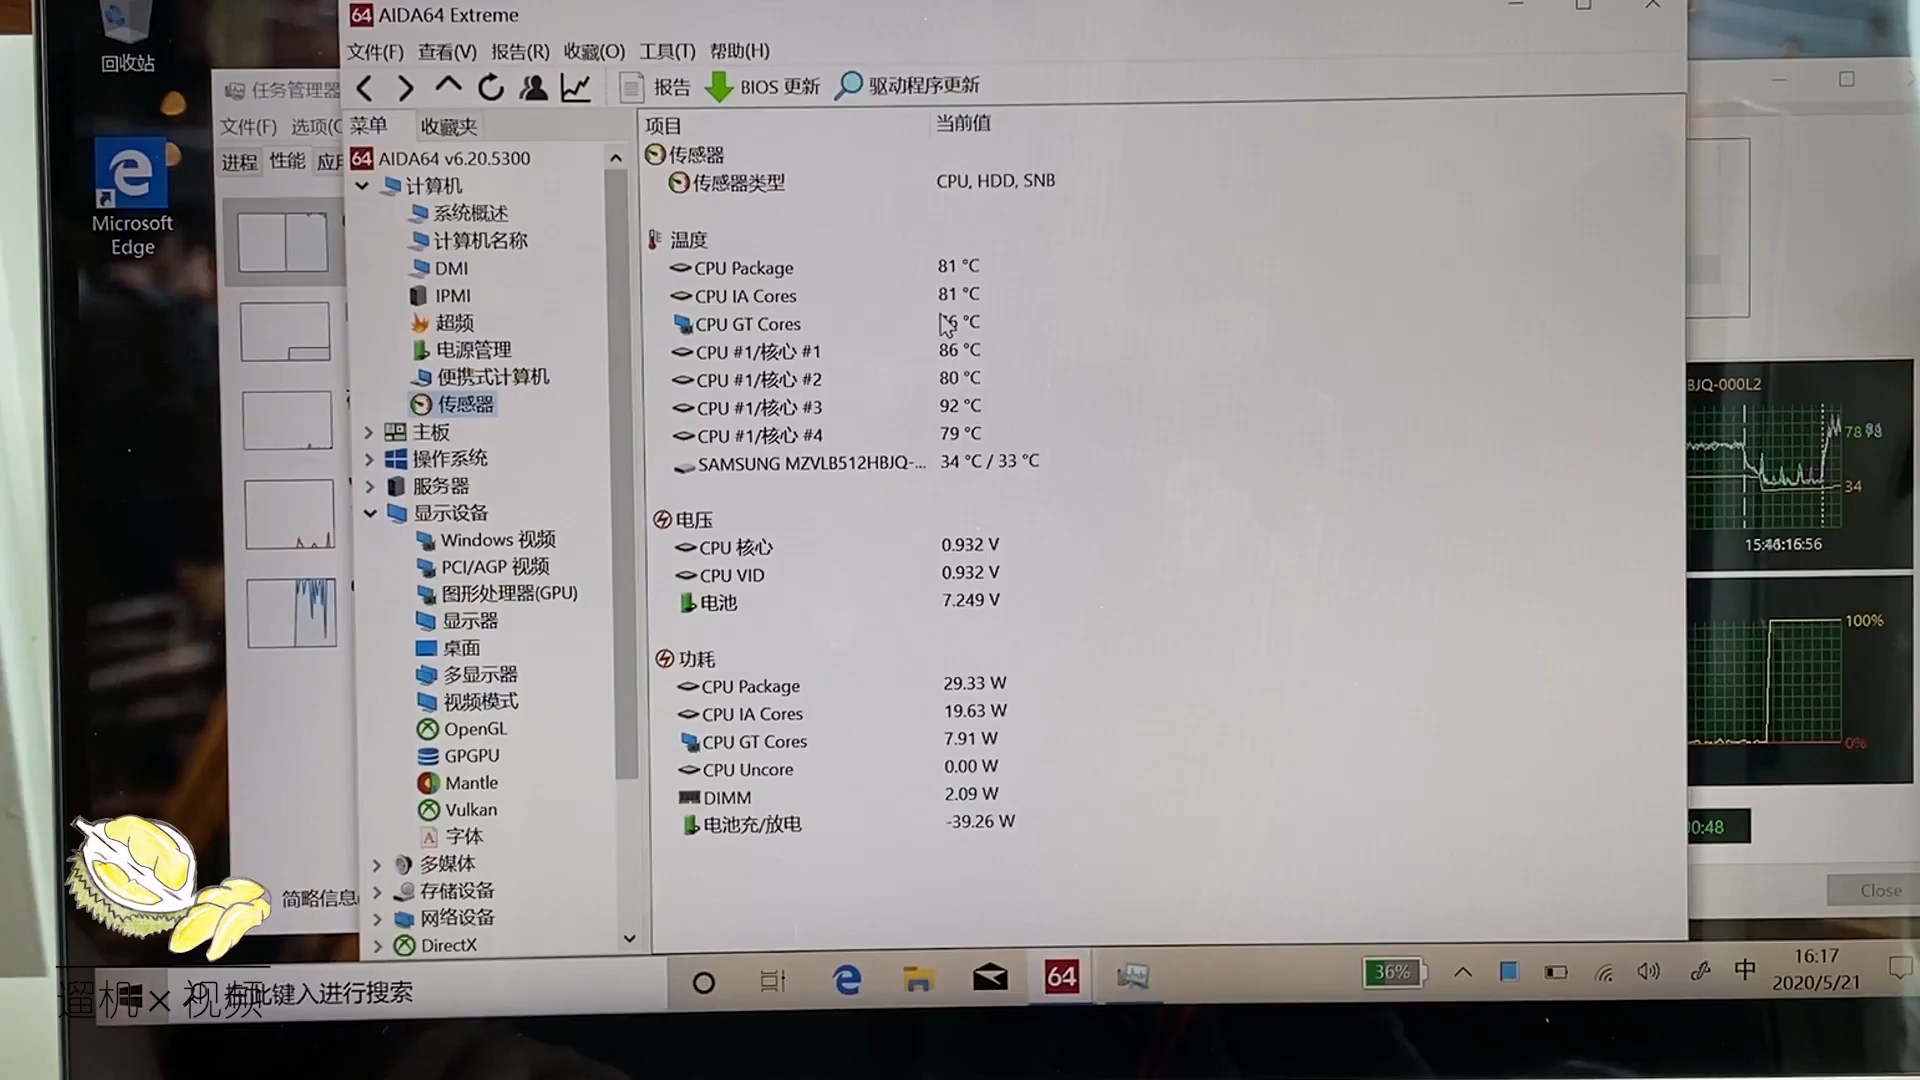 回收站
Microsoft
Edge
任务管理器
文件(F) 选项(O
进程 性能 应用
简略信息
64 AIDA64 Extreme
文件(F) 查看(V) 报告(R) 收藏(O) 工具(T) 帮助(H)
报告 BIOS 更新 驱动程序更新
菜单 收藏夹
64 AIDA64 v6.20.5300
计算机
系统概述
计算机名称
DMI
IPMI
超频
电源管理
便携式计算机
传感器
主板
操作系统
服务器
显示设备
Windows 视频
PCI/AGP 视频
图形处理器(GPU)
显示器
桌面
多显示器
视频模式
OpenGL
GPGPU
Mantle
Vulkan
字体
多媒体
存储设备
网络设备
DirectX
项目 当前值
传感器
传感器类型 CPU, HDD, SNB
温度
CPU Package 81 °C
CPU IA Cores 81 °C
CPU GT Cores °C
CPU #1/核心 #1 86 °C
CPU #1/核心 #2 80 °C
CPU #1/核心 #3 92 °C
CPU #1/核心 #4 79 °C
SAMSUNG MZVLB512HBJQ-... 34 °C / 33 °C
电压
CPU 核心 0.932 V
CPU VID 0.932 V
电池 7.249 V
功耗
CPU Package 29.33 W
CPU IA Cores 19.63 W
CPU GT Cores 7.91 W
CPU Uncore 0.00 W
DIMM 2.09 W
电池充/放电 -39.26 W
BJQ-000L2
78
34
100%
0%
0:48
Close
在此键入进行搜索
64
36%
中
16:17
2020/5/21
遛机×视频